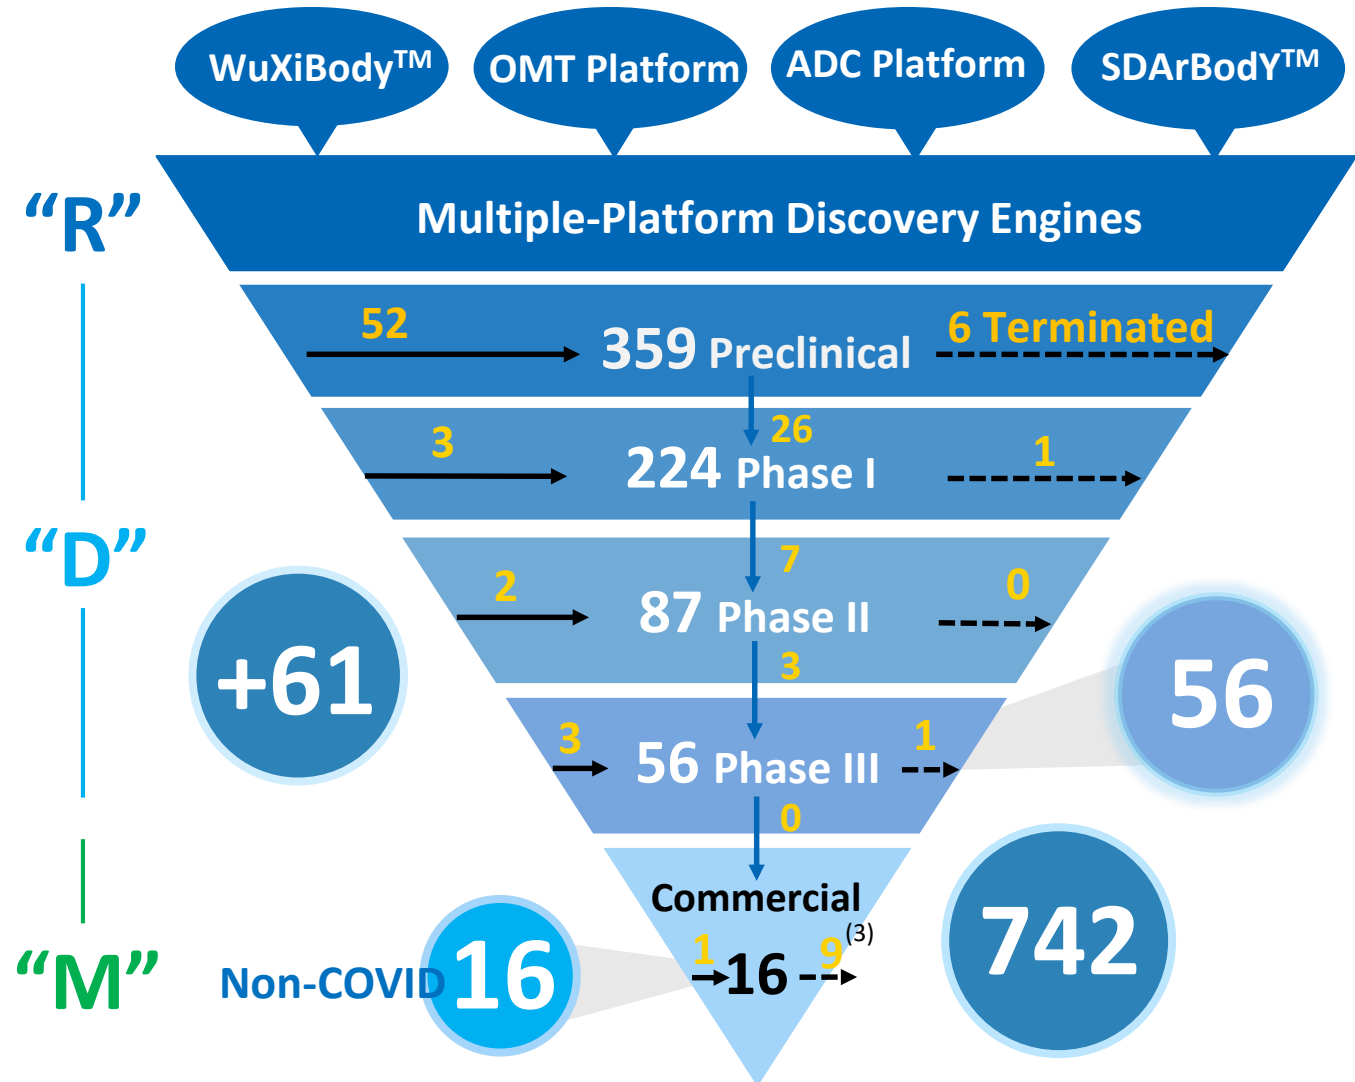 WuXiBody™
OMT Platform
ADC Platform
SDArBodY™
“R”
Multiple-Platform Discovery Engines
52
359 Preclinical
6 Terminated
26
3
224 Phase I
1
“D”
7
2
87 Phase II
0
3
+61
56
3
56 Phase III
1
0
Commercial
742
“M”
Non-COVID 16
1
16
9(3)